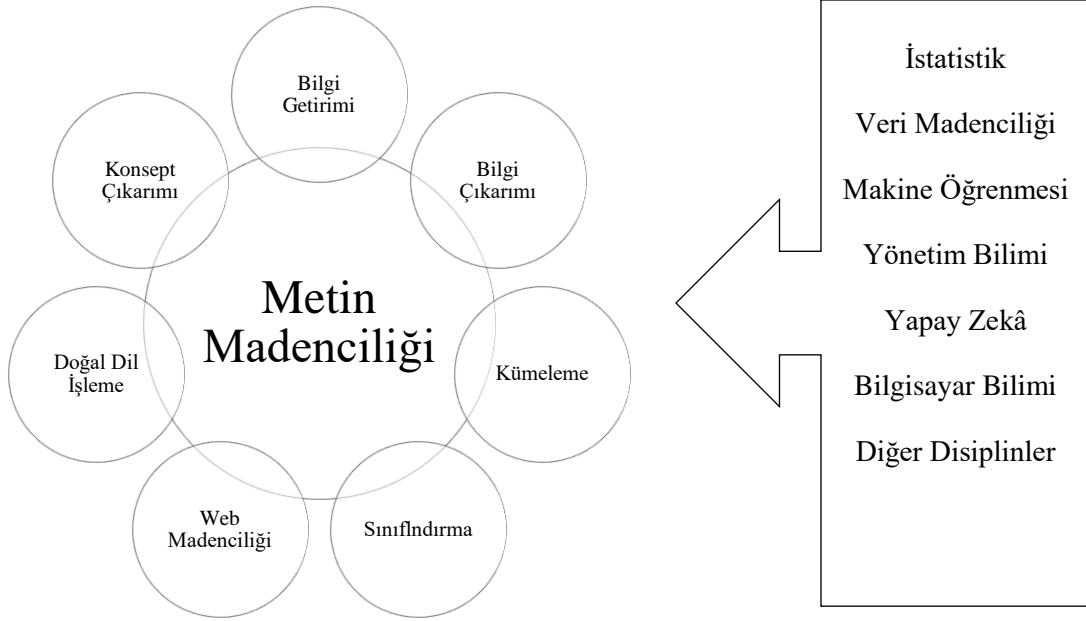 Bilgi
Getirimi
Bilgi
Çıkarımı
Kümeleme
Sınıflndırma
Web
Madenciliği
Doğal Dil
İşleme
Konsept
Çıkarımı
Metin
Madenciliği
İstatistik
Veri Madenciliği
Makine Öğrenmesi
Yönetim Bilimi
Yapay Zekâ
Bilgisayar Bilimi
Diğer Disiplinler